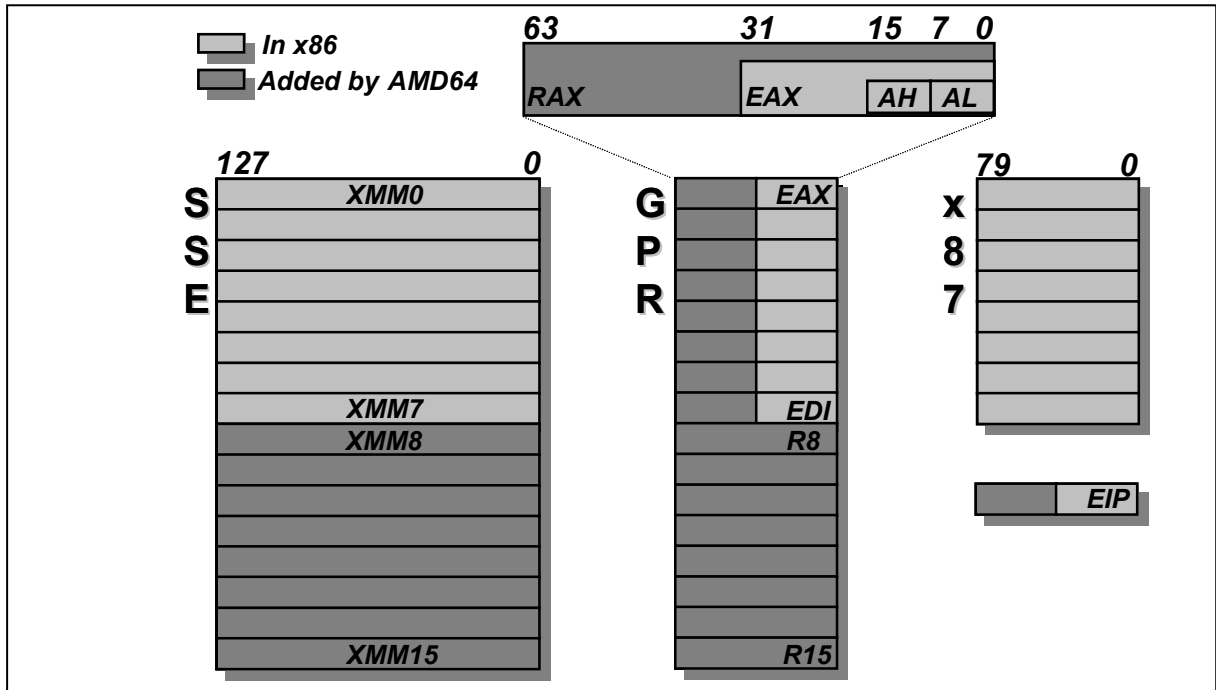 63 31 15 7 0
In x86
Added by AMD64
RAX EAX AH AL
127 0
79 0
S
S
E
XMM0
XMM7
XMM8
XMM15
G
P
R
EAX
EDI
R8
R15
x
8
7
EIP